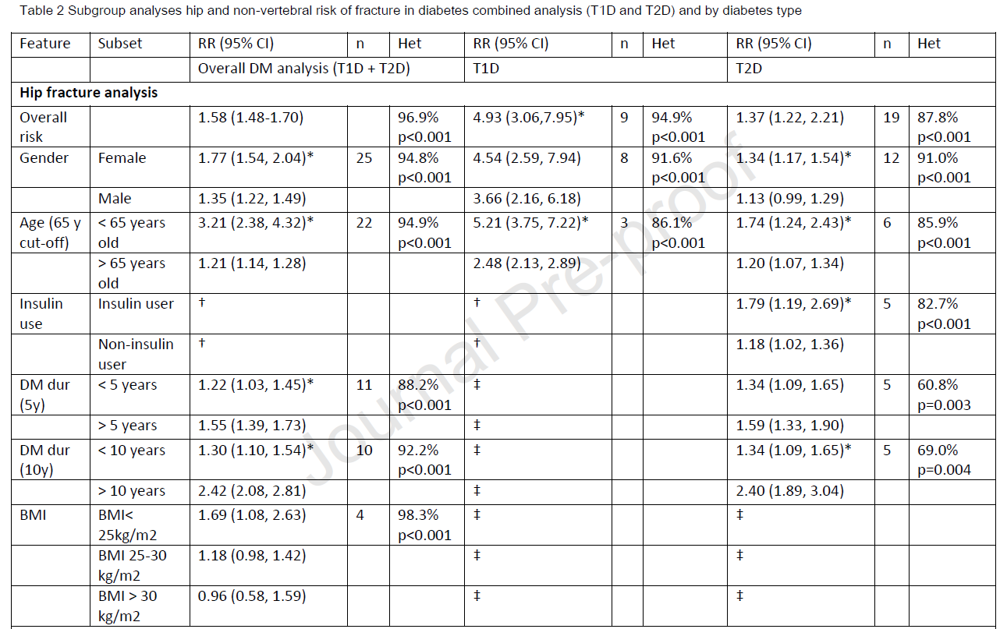 Table 2 Subgroup analyses hip and non-vertebral risk of fracture in diabetes combined analysis (T1D and T2D) and by diabetes type
Feature Subset RR (95% CI) n Het RR (95% CI) n Het RR (95% CI) n Het
Overall DM analysis (T1D + T2D) T1D T2D
Hip fracture analysis
Overall 1.58 (1.48-1.70) 96.9% 4.93 (3.06,7.95)* 9 94.9% 1.37 (1.22, 2.21) 19 87.8%
risk p<0.001 p<0.001 p<0.001
Gender Female 1.77 (1.54, 2.04)* 25 94.8% 4.54 (2.59, 7.94) 8 91.6% 1.34 (1.17, 1.54)* 12 91.0%
p<0.001 p<0.001 p<0.001
Male 1.35 (1.22, 1.49) 3.66 (2.16, 6.18) 1.13 (0.99, 1.29)
Age (65 y < 65 years 3.21 (2.38, 4.32)* 22 94.9% 5.21 (3.75, 7.22)* 3 86.1% 1.74 (1.24, 2.43)* 6 85.9%
cut-off) old p<0.001 p<0.001 p<0.001
> 65 years 1.21 (1.14, 1.28) 2.48 (2.13, 2.89) 1.20 (1.07, 1.34)
old
Insulin Insulin user † † 1.79 (1.19, 2.69)* 5 82.7%
use p<0.001
Non-insulin † † 1.18 (1.02, 1.36)
user
DM dur < 5 years 1.22 (1.03, 1.45)* 11 88.2% ‡ 1.34 (1.09, 1.65) 5 60.8%
(5y) p<0.001 p=0.003
> 5 years 1.55 (1.39, 1.73) ‡ 1.59 (1.33, 1.90)
DM dur < 10 years 1.30 (1.10, 1.54)* 10 92.2% ‡ 1.34 (1.09, 1.65)* 5 69.0%
(10y) p<0.001 p=0.004
> 10 years 2.42 (2.08, 2.81) ‡ 2.40 (1.89, 3.04)
BMI BMI< 1.69 (1.08, 2.63) 4 98.3% ‡ ‡
25kg/m2 p<0.001
BMI 25-30 1.18 (0.98, 1.42) ‡ ‡
kg/m2
BMI > 30 0.96 (0.58, 1.59) ‡ ‡
kg/m2
Journal Pre-proof